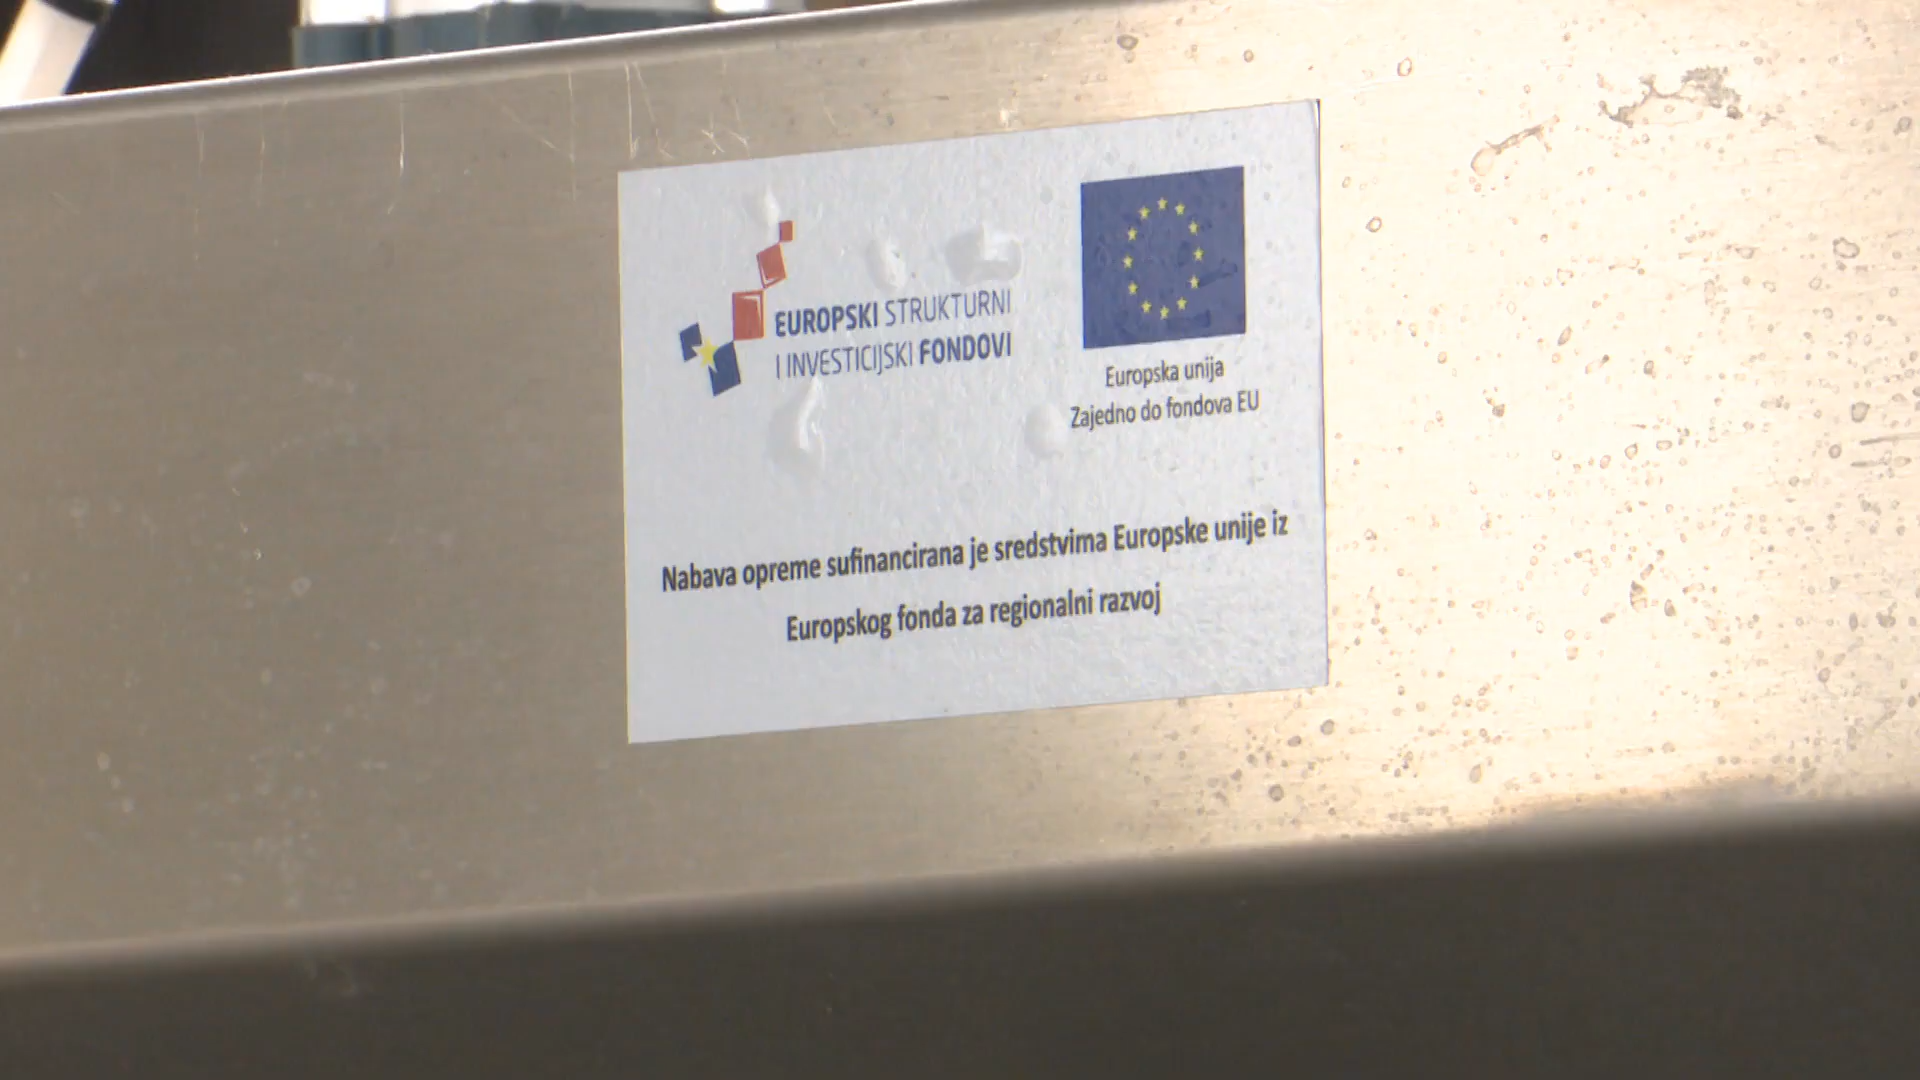 EUROPSKI STRUKTURNI
I INVESTICIJSKI FONDOVI
Europska unija
Zajedno do fondova EU
Nabava opreme sufinancirana je sredstvima Europske unije iz
Europskog fonda za regionalni razvoj